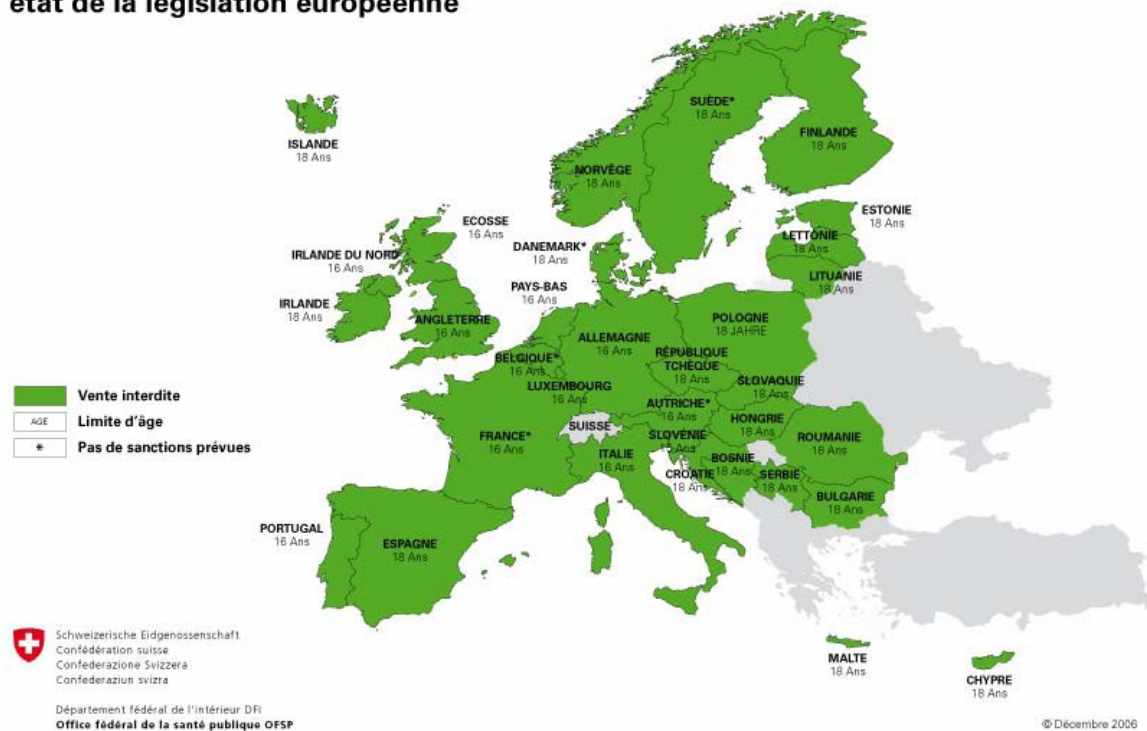 état de la législation européenne
ISLANDE
18 Ans
SUÈDE*
18 Ans
FINLANDE
18 Ans
NORVÈGE
18 Ans
ECOSSE
16 Ans
ESTONIE
18 Ans
LETTONIE
18 Ans
DANEMARK*
18 Ans
IRLANDE DU NORD
16 Ans
LITUANIE
18 Ans
PAYS-BAS
16 Ans
IRLANDE
18 Ans
ANGLETERRE
16 Ans
POLOGNE
18 JAHRE
ALLEMAGNE
16 Ans
BELGIQUE*
16 Ans
RÉPUBLIQUE
TCHÈQUE
18 Ans
LUXEMBOURG
16 Ans
SLOVAQUIE
18 Ans
AUTRICHE*
16 Ans
HONGRIE
18 Ans
SUISSE
FRANCE*
16 Ans
SLOVÉNIE
Ans
ROUMANIE
18 Ans
ITALIE
16 Ans
BOSNIE
18 Ans
CROATIE
18 Ans
SERBIE
18 Ans
BULGARIE
18 Ans
PORTUGAL
16 Ans
ESPAGNE
18 Ans
MALTE
18 Ans
CHYPRE
18 Ans
Vente interdite
AGE Limite d'âge
* Pas de sanctions prévues
Schweizerische Eidgenossenschaft
Confédération suisse
Confederazione Svizzera
Confederaziun svizra
Département fédéral de l'intérieur DFI
Office fédéral de la santé publique OFSP
© Décembre 2006